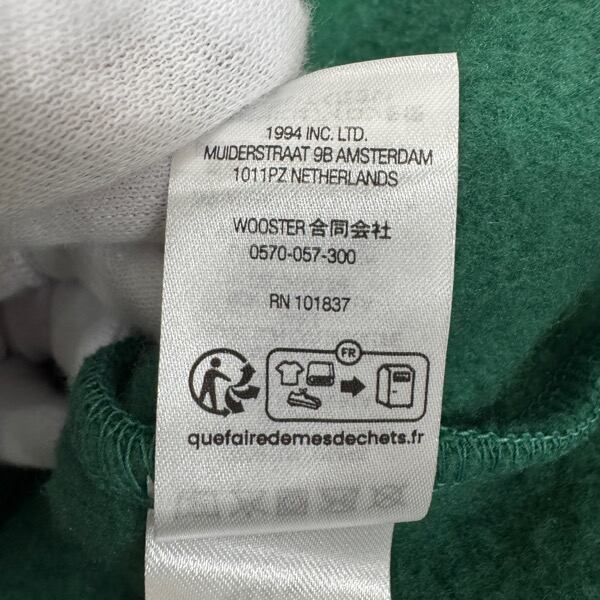 1994 INC. LTD.
MUIDERSTRAAT 9B AMSTERDAM
1011PZ NETHERLANDS
WOOSTER 合同会社
0570-057-300
RN 101837
FR
quefairedemesdechets.fr